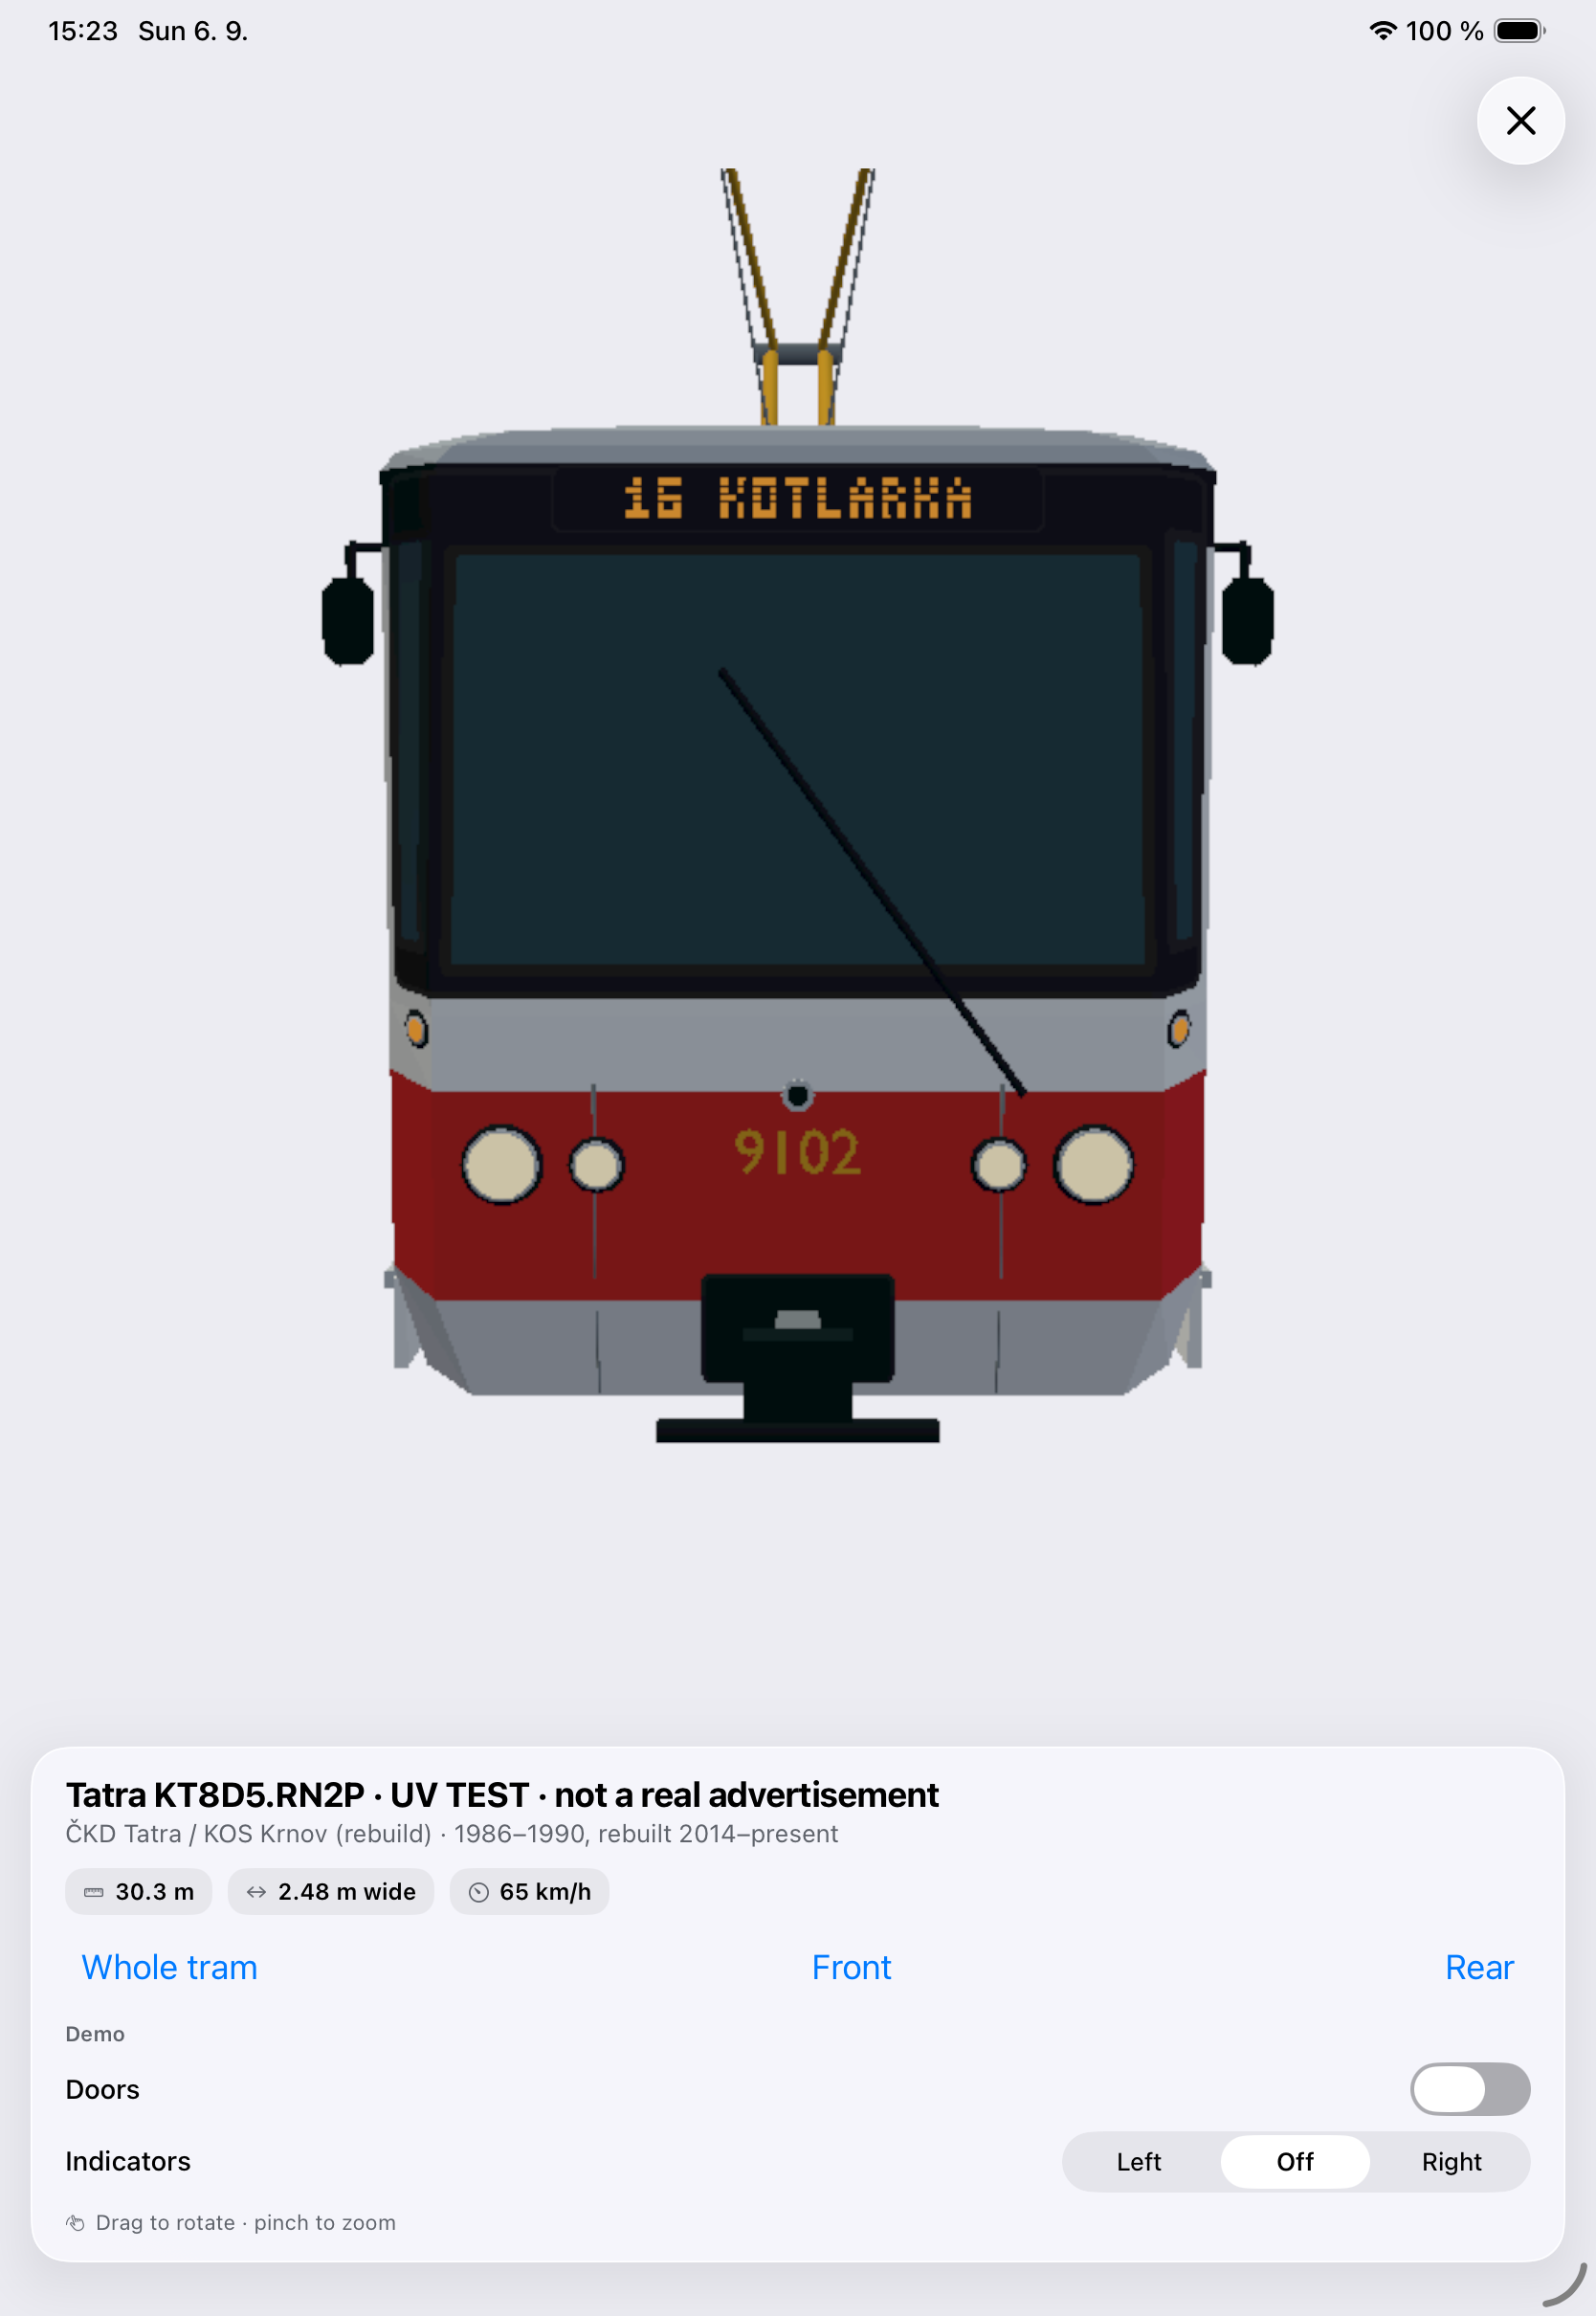 15:23 Sun 6. 9.
100 %
16 KOTLÁŘKA
9102
Tatra KT8D5.RN2P · UV TEST · not a real advertisement
ČKD Tatra / KOS Krnov (rebuild) · 1986–1990, rebuilt 2014–present
30.3 m 2.48 m wide 65 km/h
Whole tram Front Rear
Demo
Doors
Indicators Left Off Right
Drag to rotate · pinch to zoom